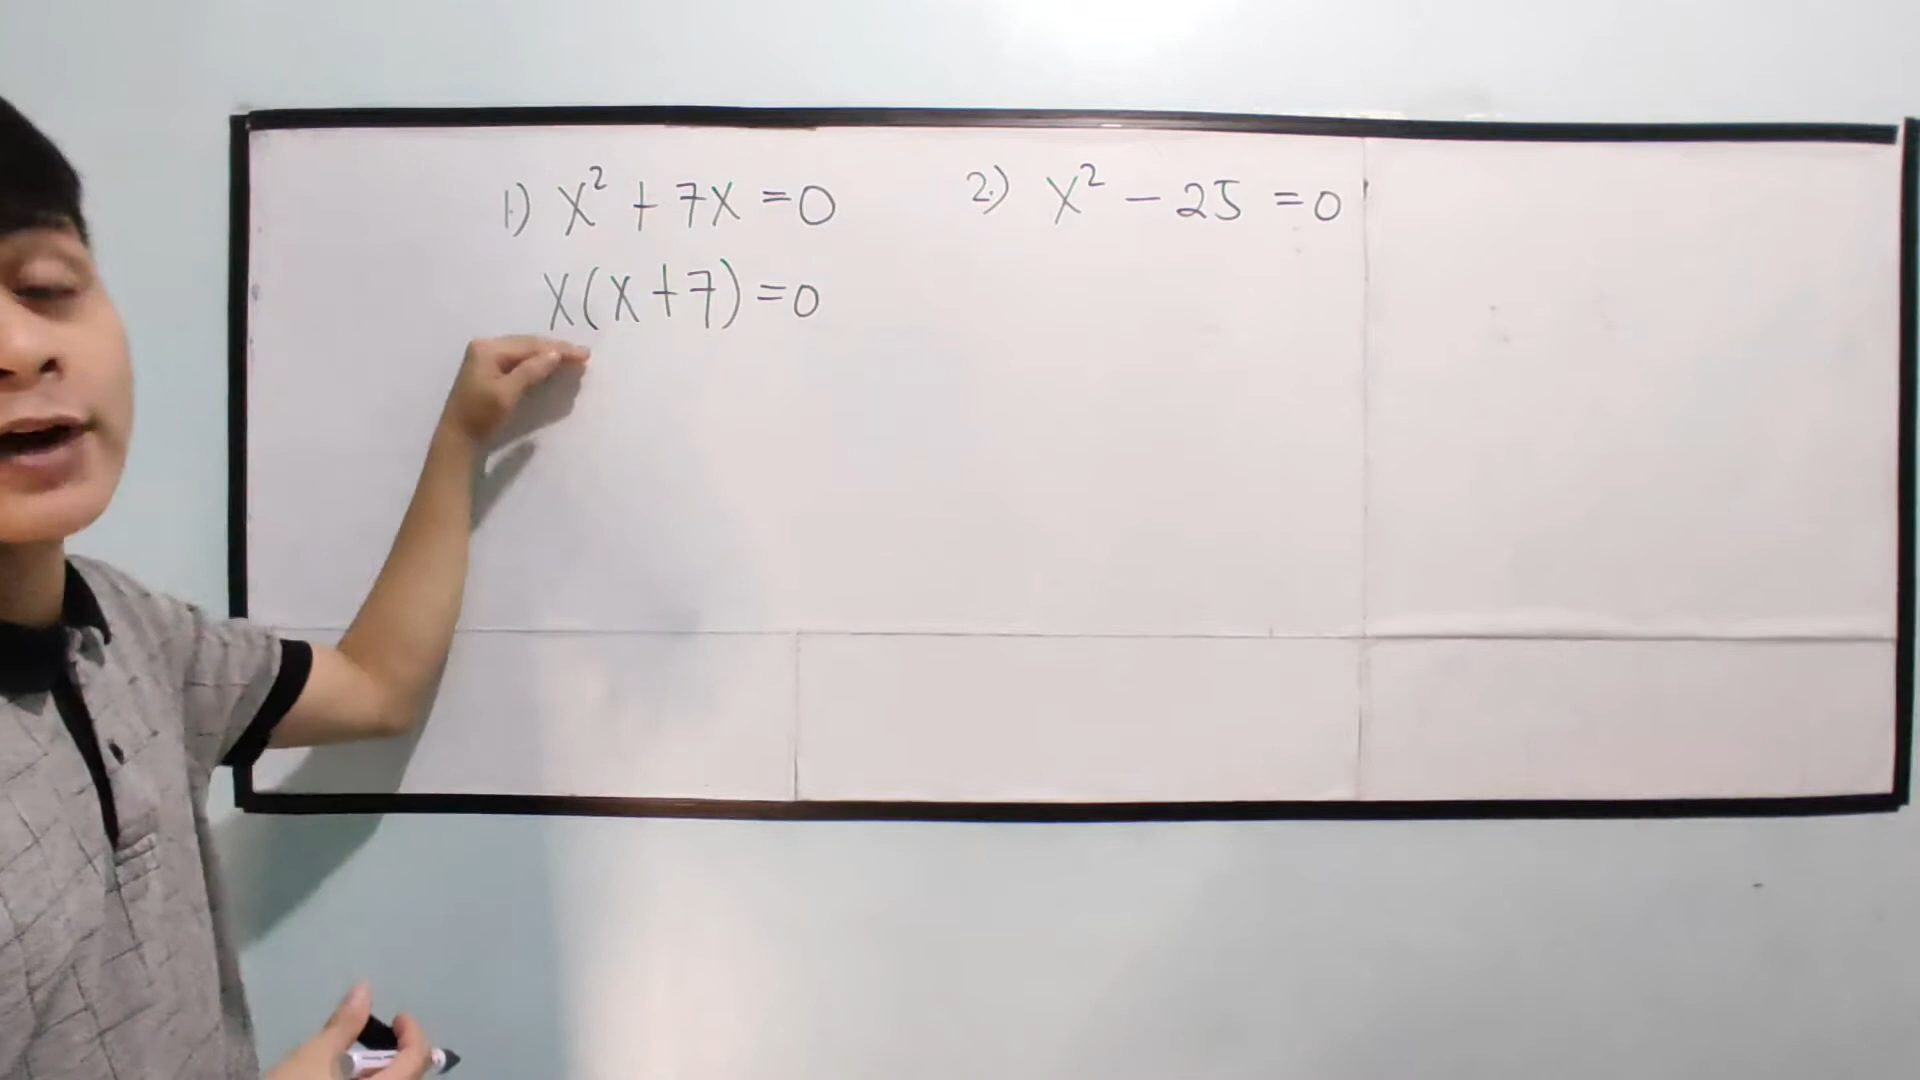 1.) x² + 7x = 0
x(x + 7) = 0
2.) x² - 25 = 0